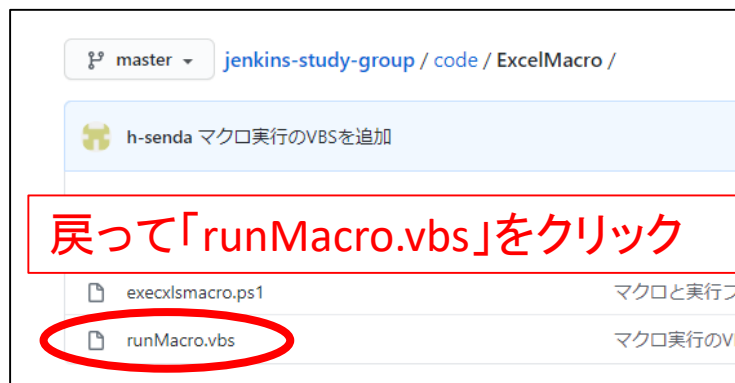 master jenkins-study-group / code / ExcelMacro /
h-senda マクロ実行のVBSを追加
戻って「runMacro.vbs」をクリック
execxlsmacro.ps1 マクロと実行フ
runMacro.vbs マクロ実行のV